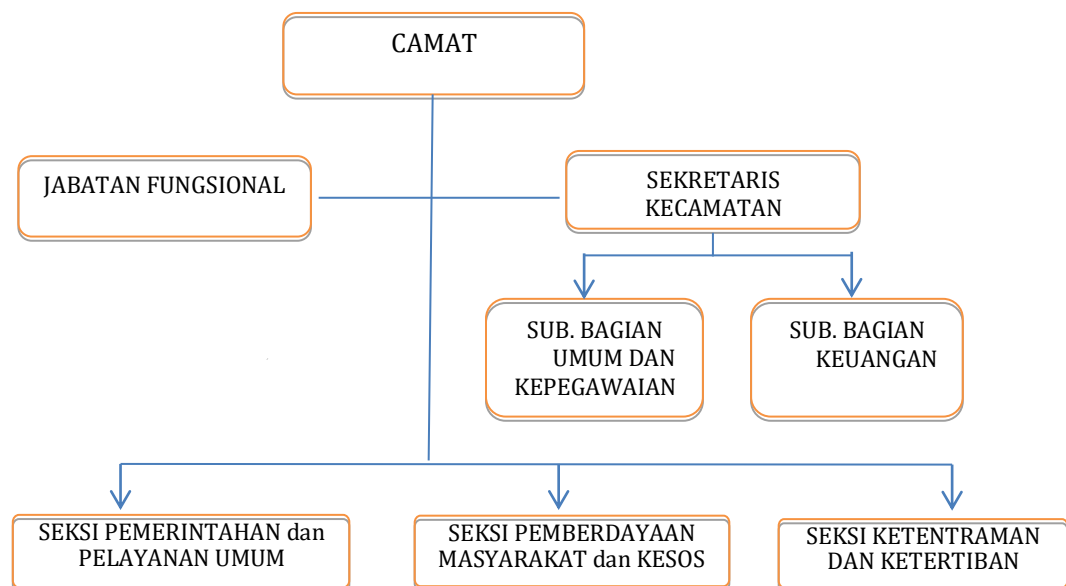 CAMAT
JABATAN FUNGSIONAL
SEKRETARIS
KECAMATAN
SUB. BAGIAN
UMUM DAN
KEPEGAWAIAN
SUB. BAGIAN
KEUANGAN
SEKSI PEMERINTAHAN dan
PELAYANAN UMUM
SEKSI PEMBERDAYAAN
MASYARAKAT dan KESOS
SEKSI KETENTRAMAN
DAN KETERTIBAN